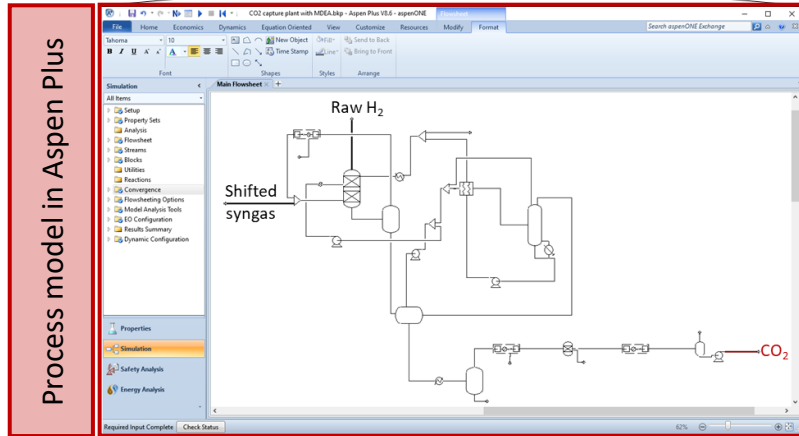 Process model in Aspen Plus
CO2 capture plant with MDEA.bkp - Aspen Plus V8.6 - aspenONE
Flowsheet
File Home Economics Dynamics Equation Oriented View Customize Resources Modify Format
Search aspenONE Exchange
Tahoma 10
New Object
Fill
Send to Back
B I U A A A
Time Stamp
Line
Bring to Front
Font Shapes Styles Arrange
Simulation
Main Flowsheet
All Items
Setup
Property Sets
Analysis
Flowsheet
Streams
Blocks
Utilities
Reactions
Convergence
Flowsheeting Options
Model Analysis Tools
EO Configuration
Results Summary
Dynamic Configuration
Properties
Simulation
Safety Analysis
Energy Analysis
Raw H₂
Shifted
syngas
CO₂
Required Input Complete Check Status
62%